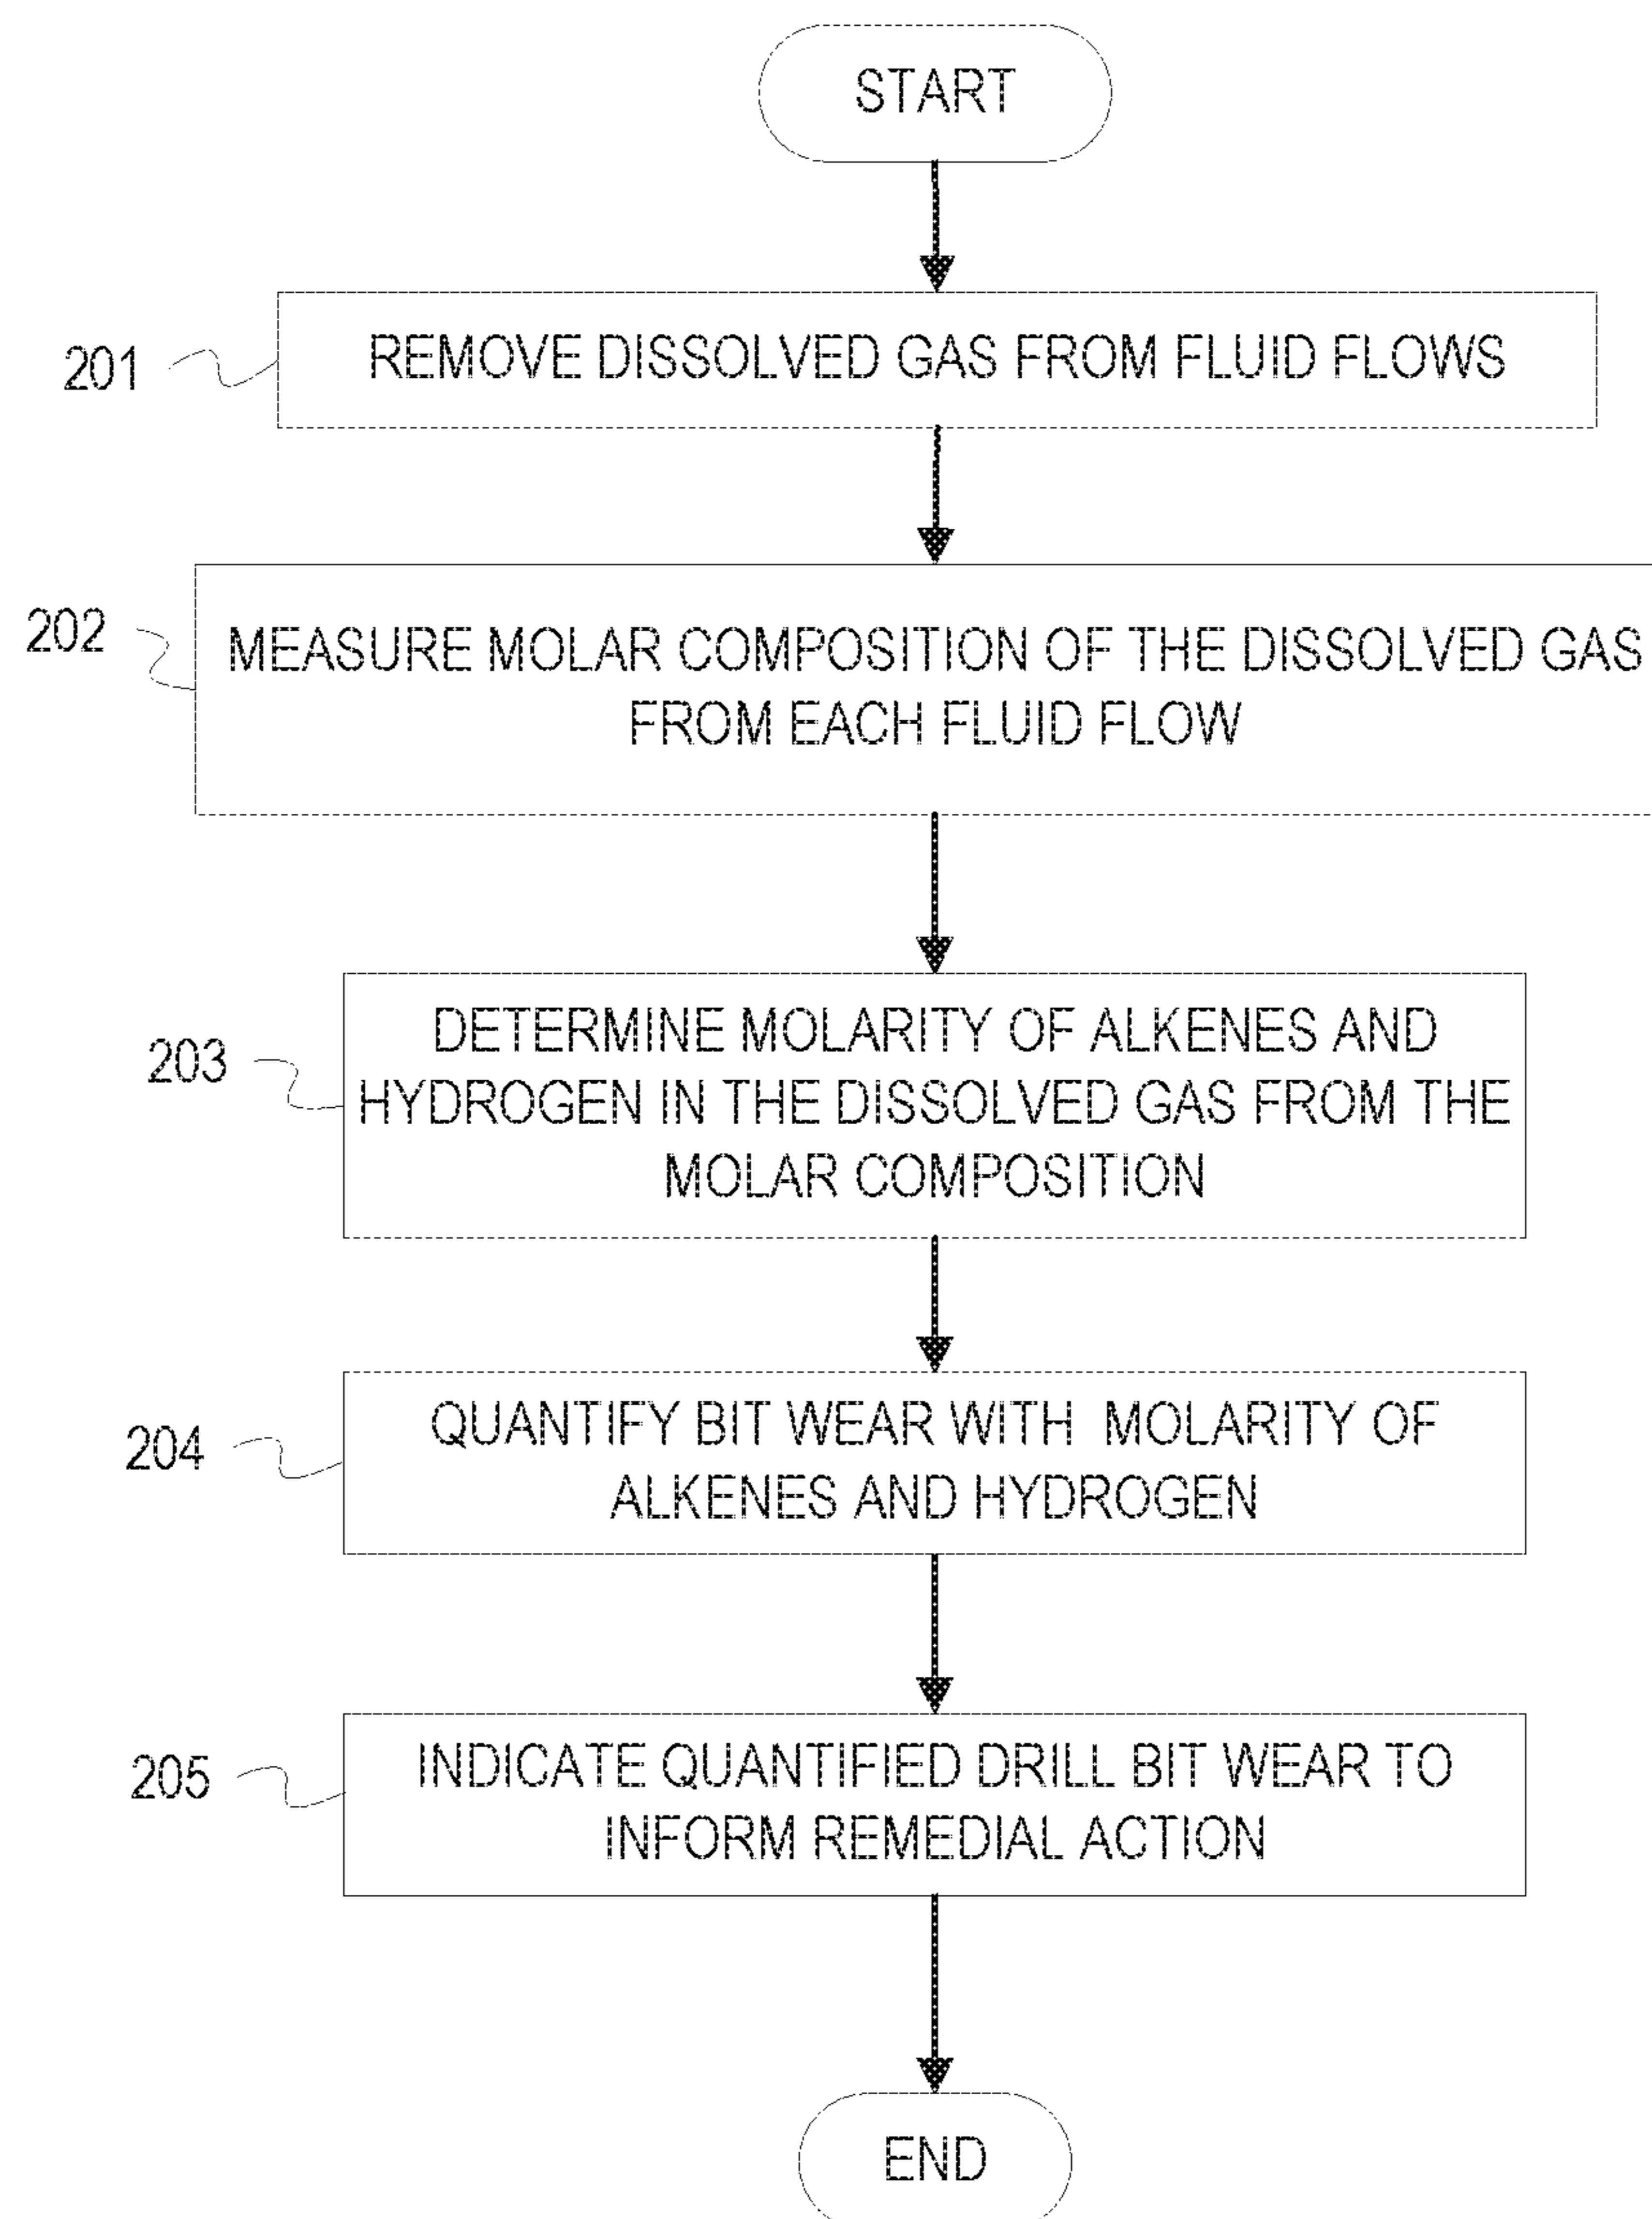 START
201
REMOVE DISSOLVED GAS FROM FLUID FLOWS
202
MEASURE MOLAR COMPOSITION OF THE DISSOLVED GAS
FROM EACH FLUID FLOW
203
DETERMINE MOLARITY OF ALKENES AND
HYDROGEN IN THE DISSOLVED GAS FROM THE
MOLAR COMPOSITION
204
QUANTIFY BIT WEAR WITH MOLARITY OF
ALKENES AND HYDROGEN
205
INDICATE QUANTIFIED DRILL BIT WEAR TO
INFORM REMEDIAL ACTION
END